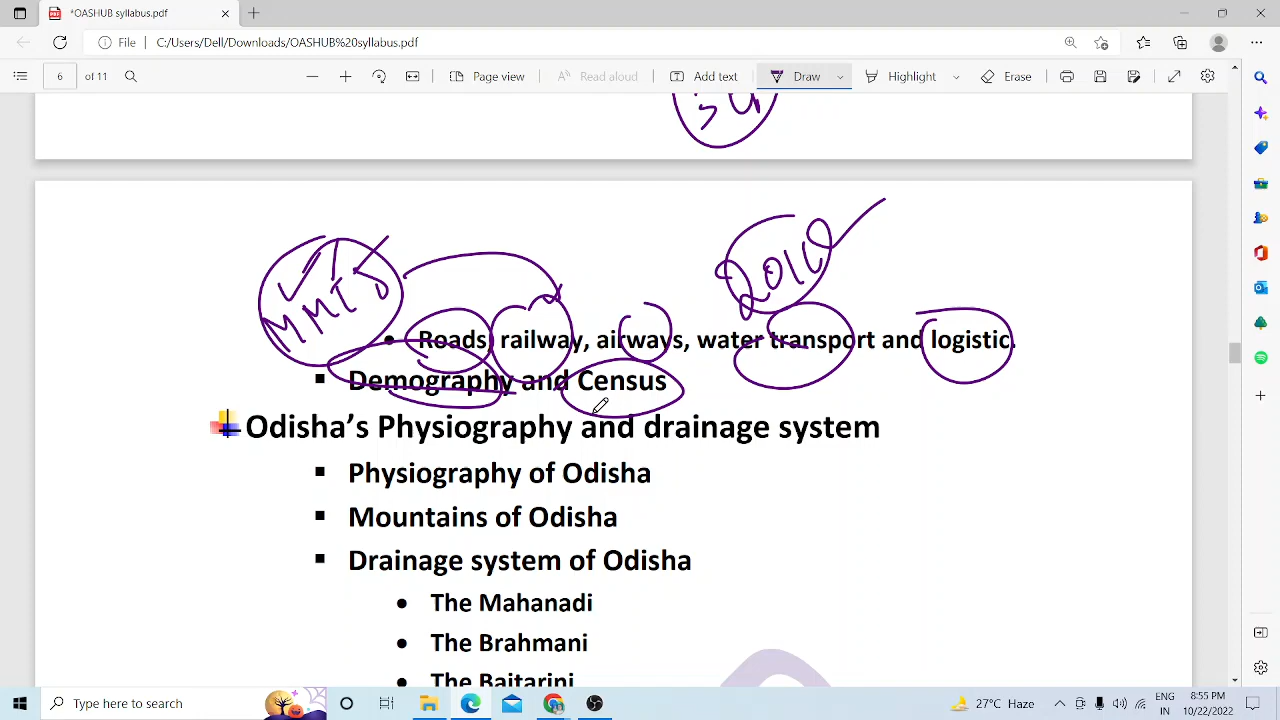 *OASHUB syllabus.pdf
File C:/Users/Dell/Downloads/OASHUB%20syllabus.pdf
6 of 11 Page view Read aloud Add text Draw Highlight Erase
Roads, railway, airways, water transport and logistic.
Demography and Census
Odisha's Physiography and drainage system
Physiography of Odisha
Mountains of Odisha
Drainage system of Odisha
The Mahanadi
The Brahmani
The Baitarini
Type here to search
27°C Haze
ENG
IN
8:55 PM
10/22/2022